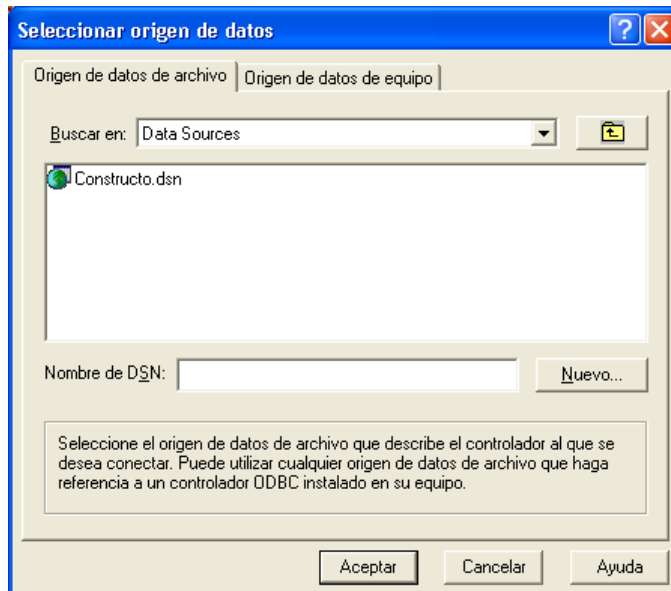 Seleccionar origen de datos
Origen de datos de archivo
Origen de datos de equipo
Buscar en: Data Sources
Constructo.dsn
Nombre de DSN:
Nuevo...
Seleccione el origen de datos de archivo que describe el controlador al que se
desea conectar. Puede utilizar cualquier origen de datos de archivo que haga
referencia a un controlador ODBC instalado en su equipo.
Aceptar
Cancelar
Ayuda